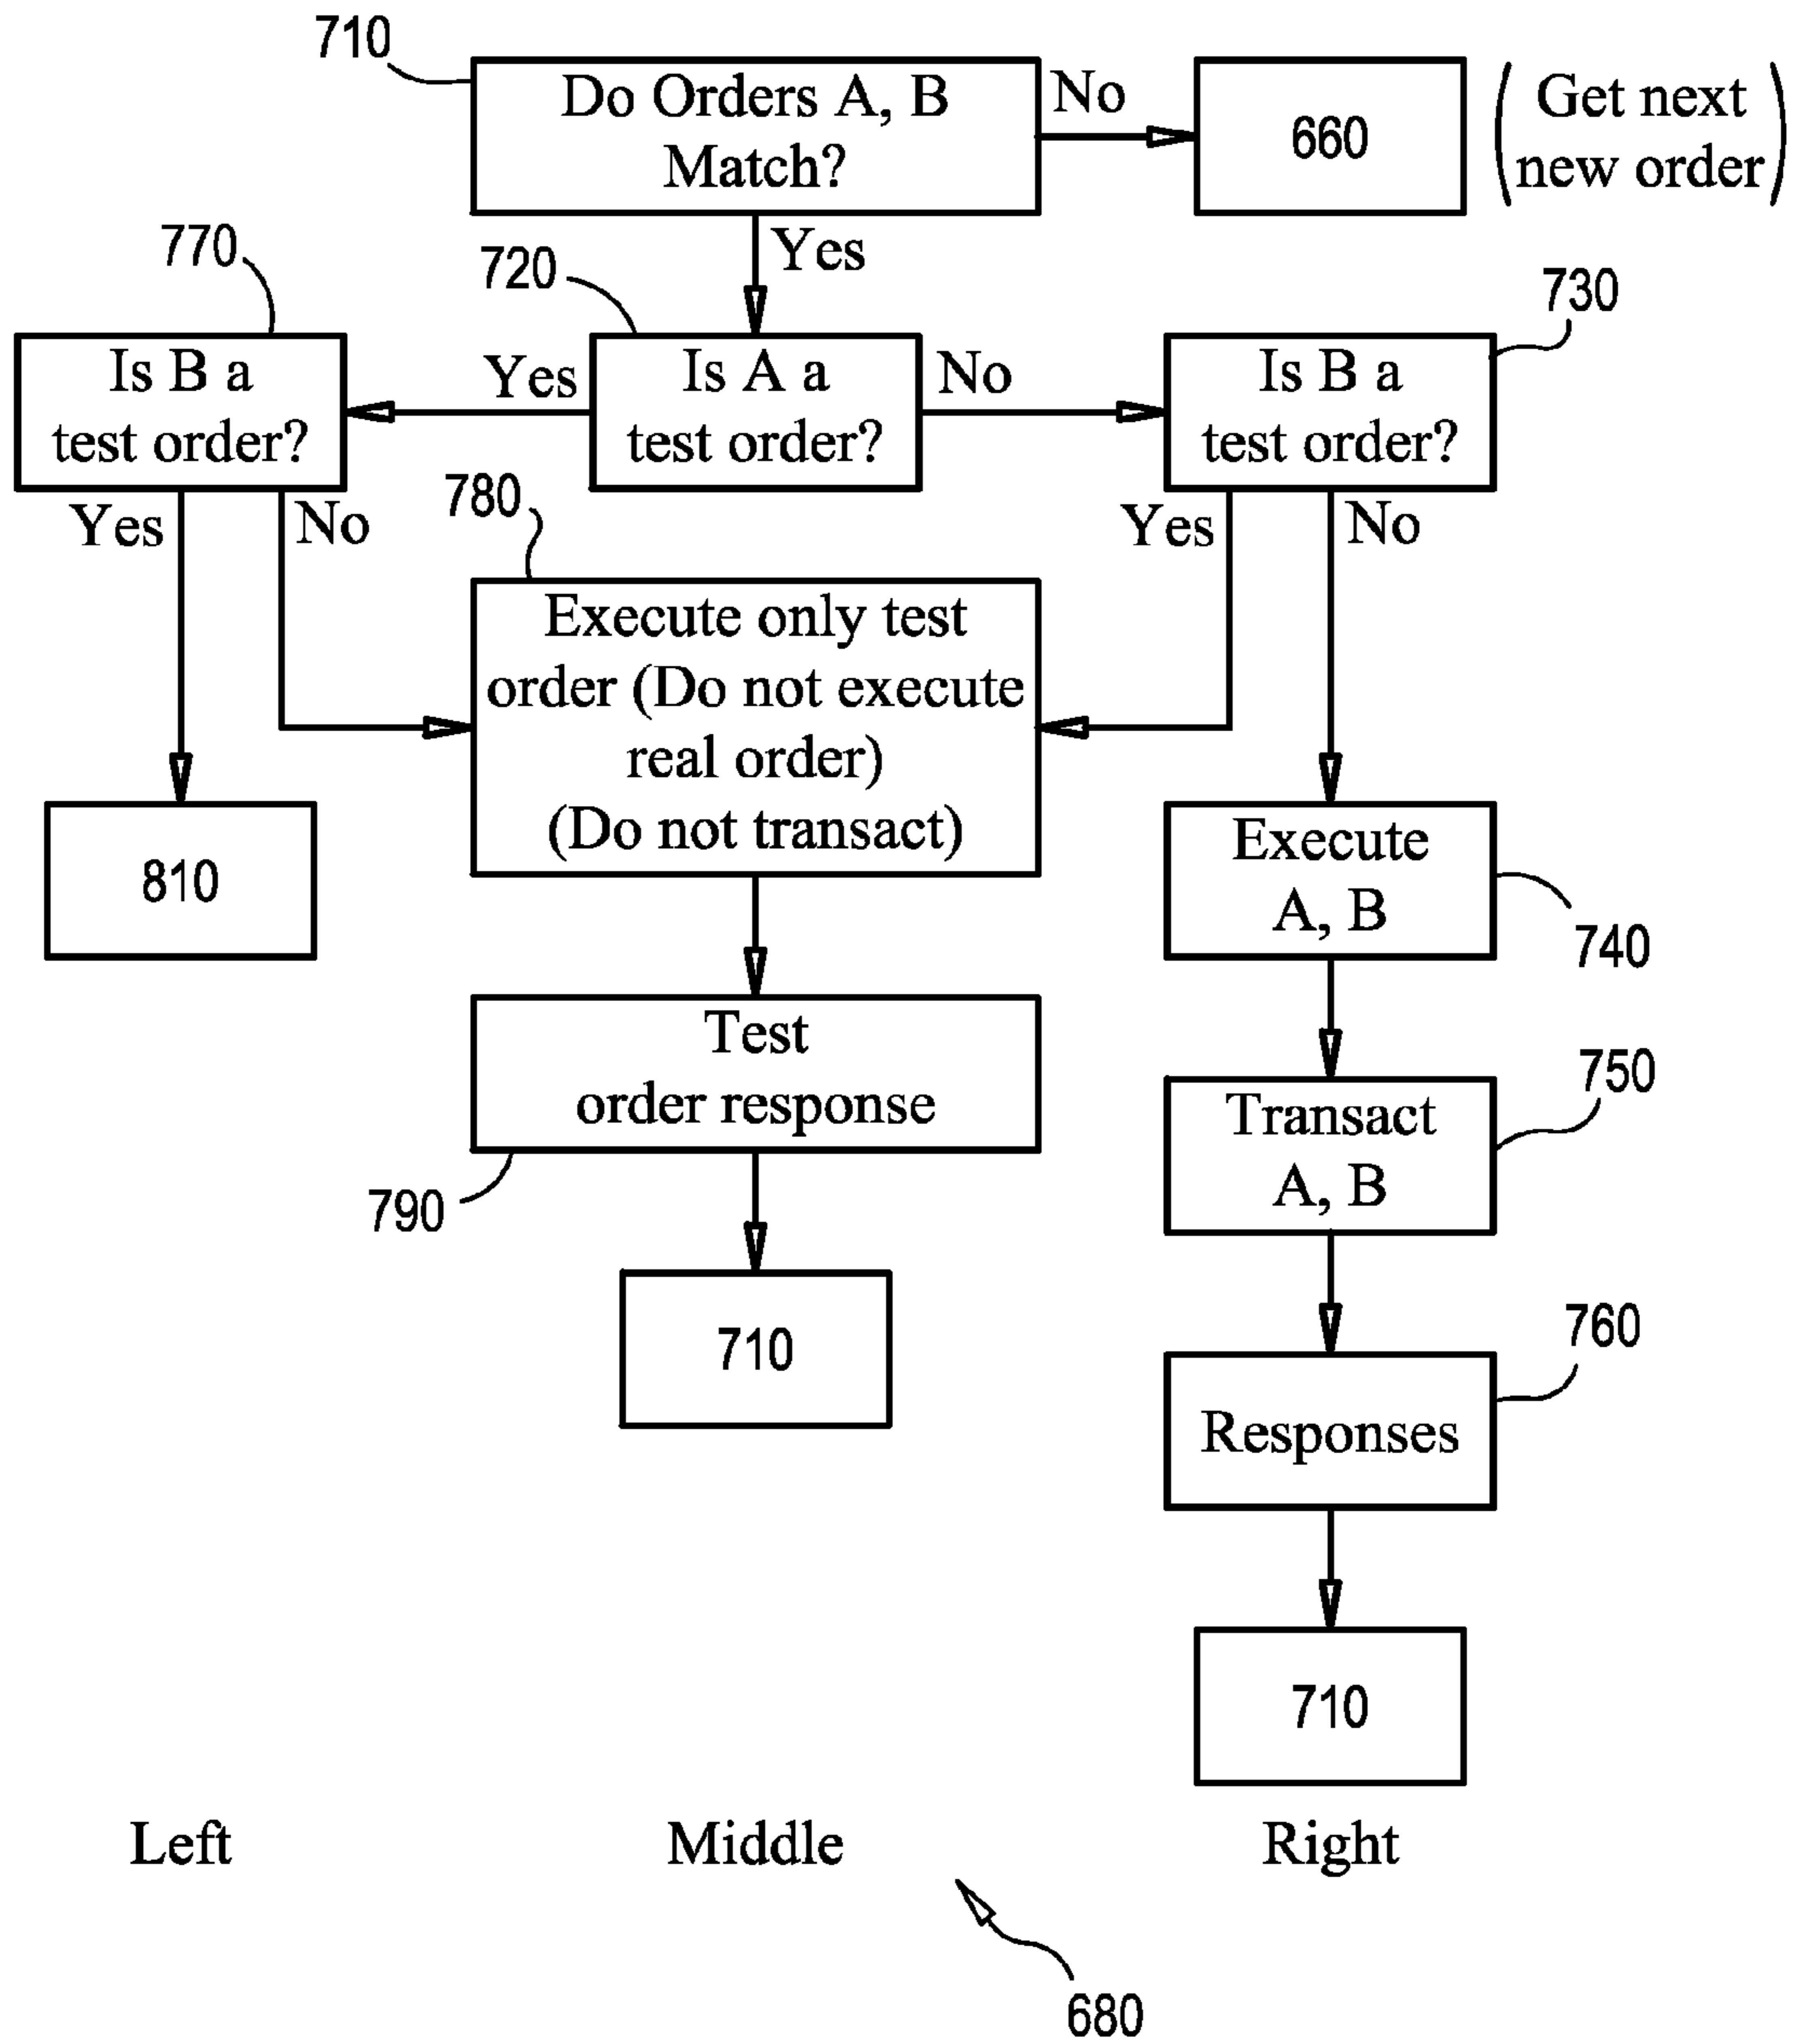 710
Do Orders A, B
Match?
No
660
(Get next
new order)
Yes
770
720
730
Is B a
test order?
Yes
Is A a
test order?
No
Is B a
test order?
Yes
No
780
Yes
No
Execute only test
order (Do not execute
real order)
(Do not transact)
810
Execute
A, B
740
Test
order response
790
750
Transact
A, B
710
760
Responses
710
Left
Middle
Right
680